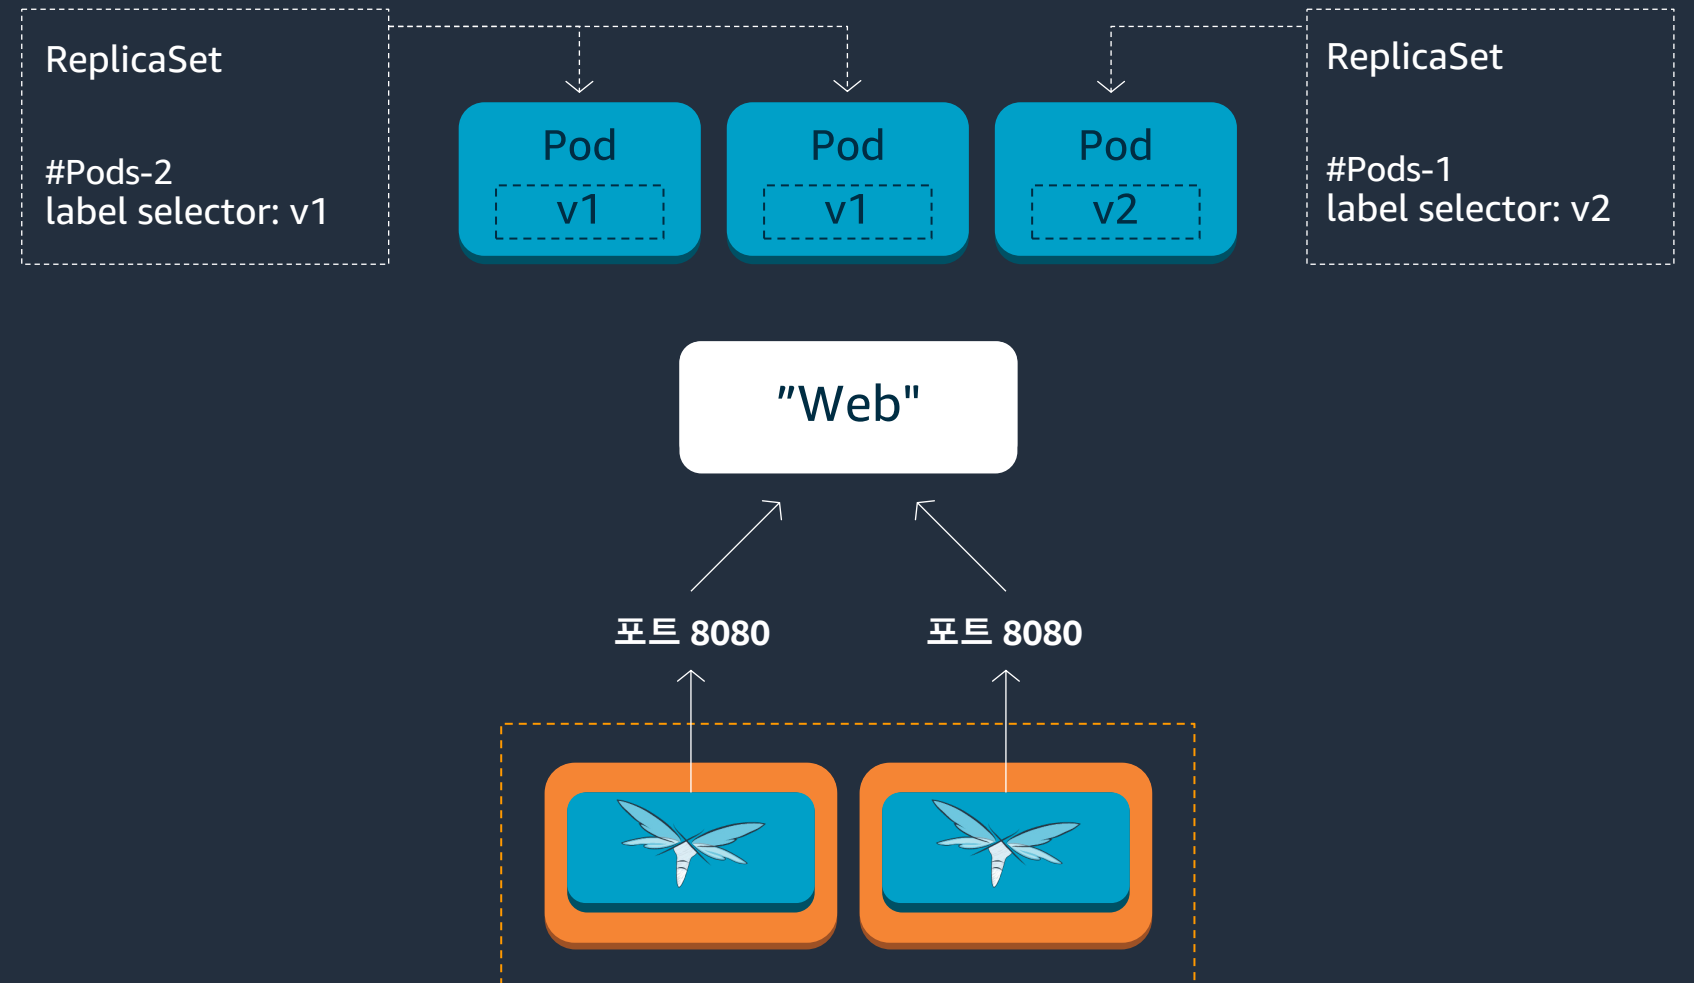 ReplicaSet
#Pods-2
label selector: v1
Pod
v1
Pod
v1
Pod
v2
ReplicaSet
#Pods-1
label selector: v2
”Web"
포트 8080
포트 8080